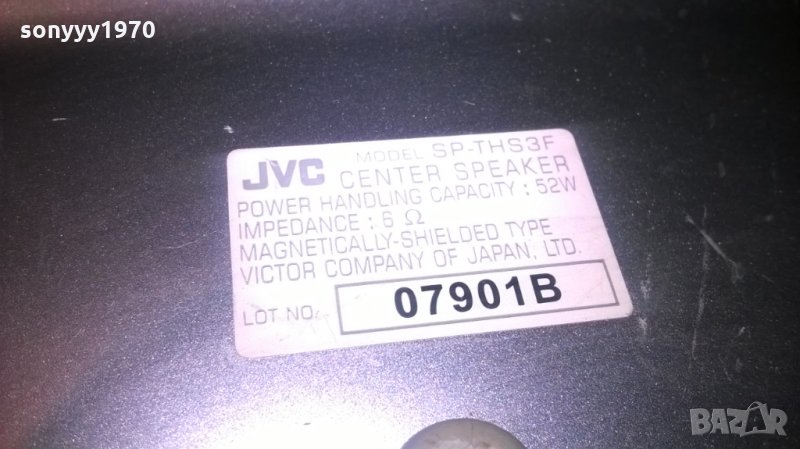 sonyyy1970
JVC MODEL SP-THS3F
CENTER SPEAKER
POWER HANDLING CAPACITY : 52W
IMPEDANCE : 6 Ω
MAGNETICALLY-SHIELDED TYPE
VICTOR COMPANY OF JAPAN, LTD.
LOT NO. 07901B
BAZAR